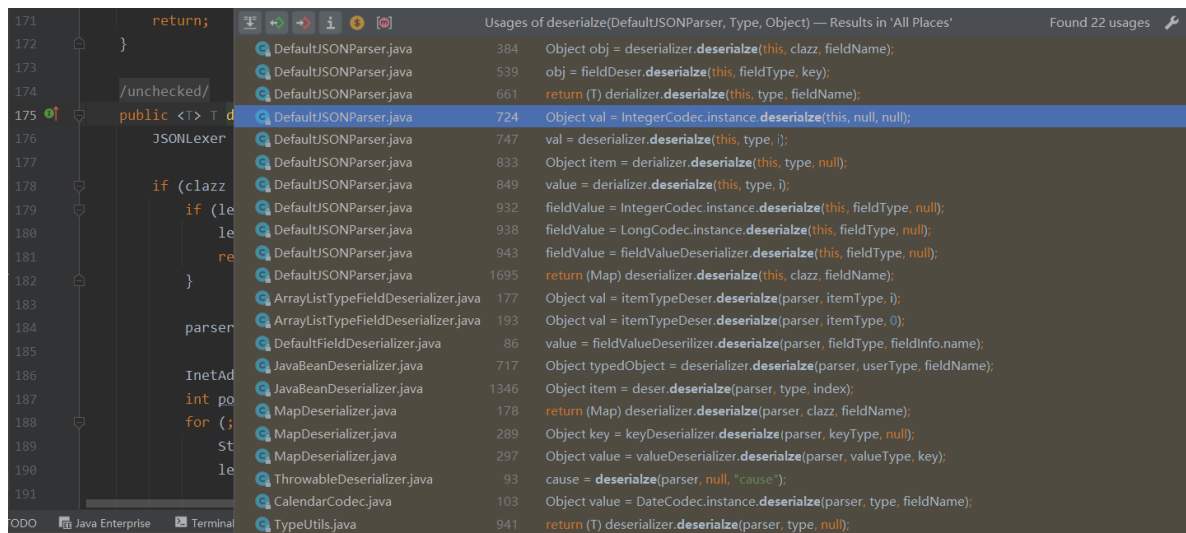 Usages of deserialze(DefaultJSONParser, Type, Object) — Results in 'All Places' Found 22 usages
171 return;
172 }
173
174 /unchecked/
175 public <T> T d
176 JSONLexer
177
178 if (clazz
179 if (le
180 le
181 re
182 }
183
184 parser
185
186 InetAd
187 int po
188 for (;
189 St
190 le
191
DefaultJSONParser.java 384 Object obj = deserializer.deserialze(this, clazz, fieldName);
DefaultJSONParser.java 539 obj = fieldDeser.deserialze(this, fieldType, key);
DefaultJSONParser.java 661 return (T) derializer.deserialze(this, type, fieldName);
DefaultJSONParser.java 724 Object val = IntegerCodec.instance.deserialze(this, null, null);
DefaultJSONParser.java 747 val = deserializer.deserialze(this, type, i);
DefaultJSONParser.java 833 Object item = derializer.deserialze(this, type, null);
DefaultJSONParser.java 849 value = derializer.deserialze(this, type, i);
DefaultJSONParser.java 932 fieldValue = IntegerCodec.instance.deserialze(this, fieldType, null);
DefaultJSONParser.java 938 fieldValue = LongCodec.instance.deserialze(this, fieldType, null);
DefaultJSONParser.java 943 fieldValue = fieldValueDeserializer.deserialze(this, fieldType, null);
DefaultJSONParser.java 1695 return (Map) deserializer.deserialze(this, clazz, fieldName);
ArrayListTypeFieldDeserializer.java 177 Object val = itemTypeDeser.deserialze(parser, itemType, i);
ArrayListTypeFieldDeserializer.java 193 Object val = itemTypeDeser.deserialze(parser, itemType, 0);
DefaultFieldDeserializer.java 86 value = fieldValueDeserilizer.deserialze(parser, fieldType, fieldInfo.name);
JavaBeanDeserializer.java 717 Object typedObject = deserializer.deserialze(parser, userType, fieldName);
JavaBeanDeserializer.java 1346 Object item = deser.deserialze(parser, type, index);
MapDeserializer.java 178 return (Map) deserializer.deserialze(parser, clazz, fieldName);
MapDeserializer.java 289 Object key = keyDeserializer.deserialze(parser, keyType, null);
MapDeserializer.java 297 Object value = valueDeserializer.deserialze(parser, valueType, key);
ThrowableDeserializer.java 93 cause = deserialze(parser, null, "cause");
CalendarCodec.java 103 Object value = DateCodec.instance.deserialze(parser, type, fieldName);
TypeUtils.java 941 return (T) deserializer.deserialze(parser, type, null);
TODO Java Enterprise Terminal